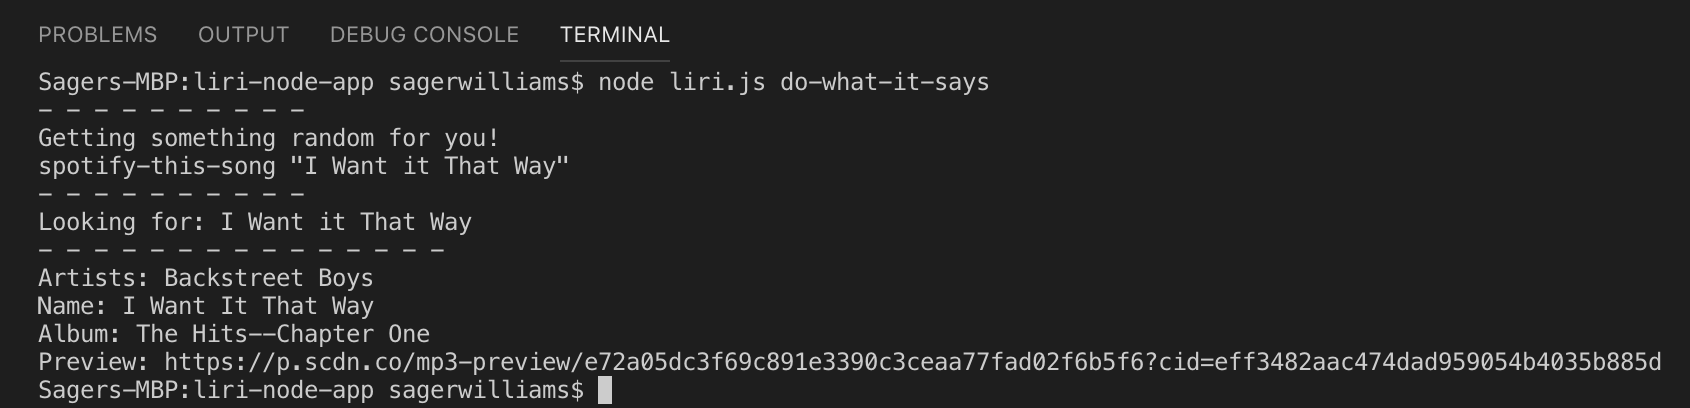 PROBLEMS OUTPUT DEBUG CONSOLE TERMINAL
Sagers-MBP:liri-node-app sagerwilliams$ node liri.js do-what-it-says
- - - - - - - - - -
Getting something random for you!
spotify-this-song "I Want it That Way"
- - - - - - - - - -
Looking for: I Want it That Way
- - - - - - - - - - - - - - -
Artists: Backstreet Boys
Name: I Want It That Way
Album: The Hits--Chapter One
Preview: https://p.scdn.co/mp3-preview/e72a05dc3f69c891e3390c3ceaa77fad02f6b5f6?cid=eff3482aac474dad959054b4035b885d
Sagers-MBP:liri-node-app sagerwilliams$